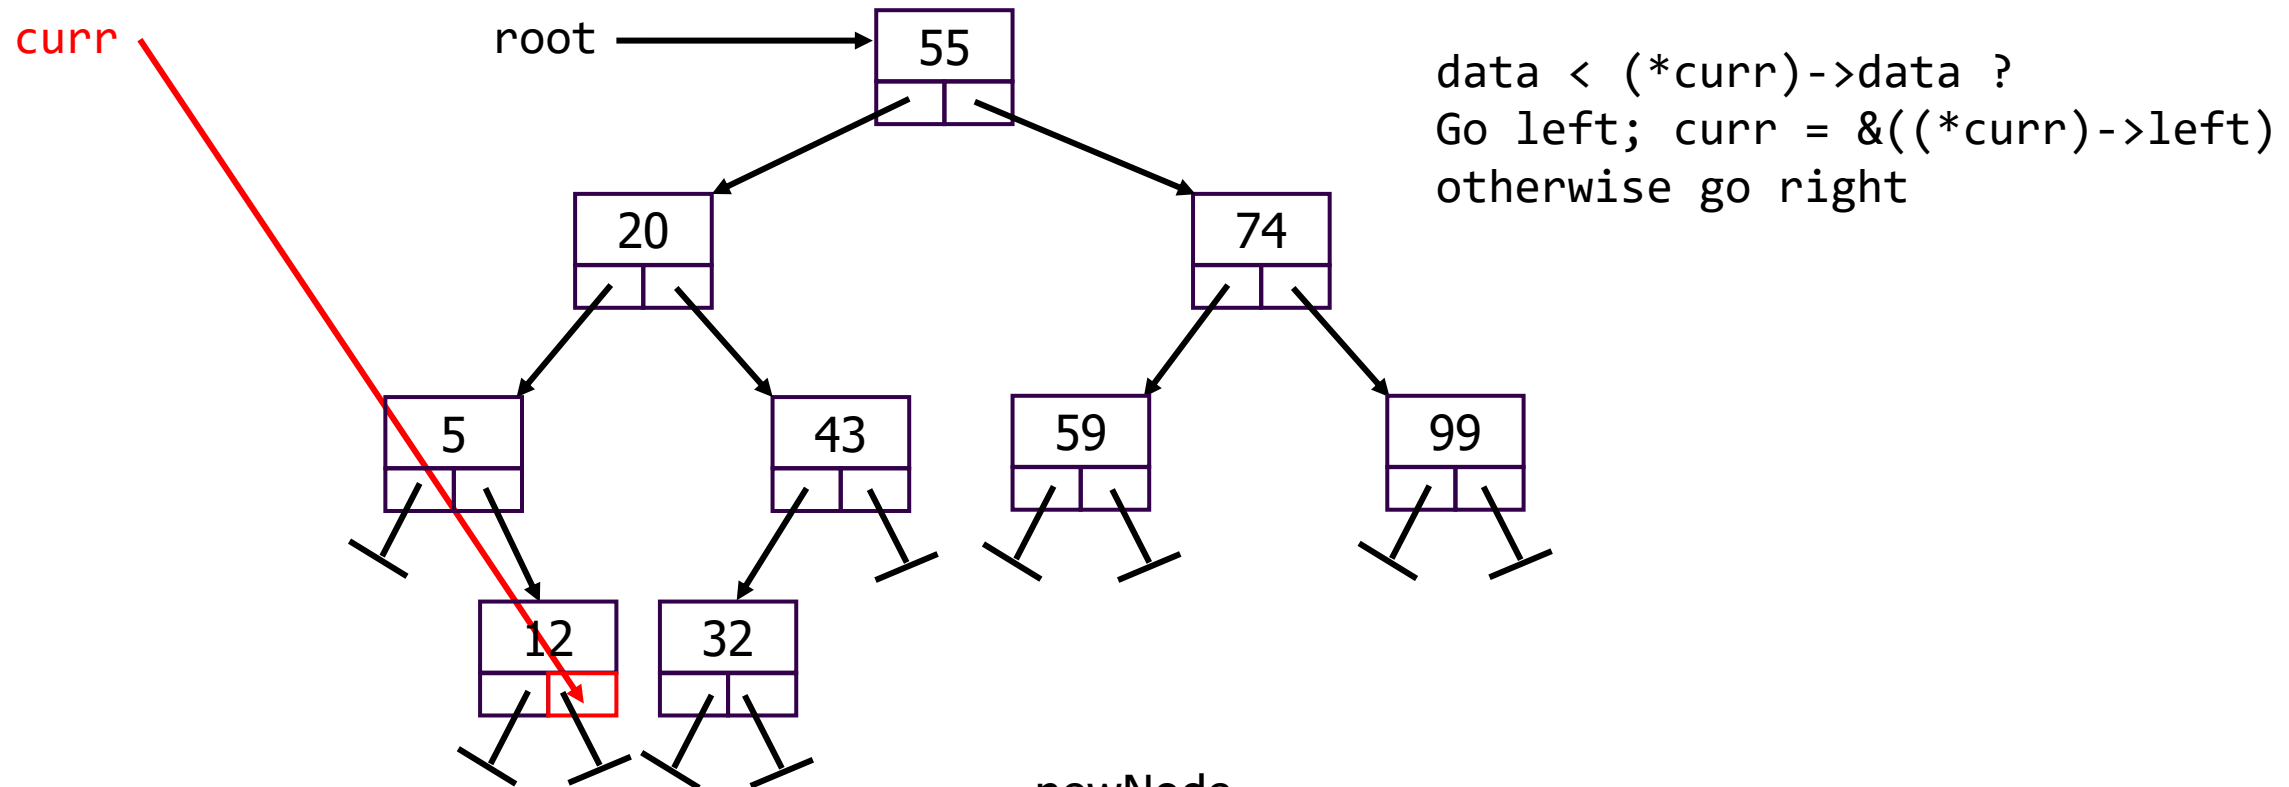 curr
root
55
data < (*curr)->data ?
Go left; curr = &((*curr)->left)
otherwise go right
20
74
5
43
59
99
12
32
newNode